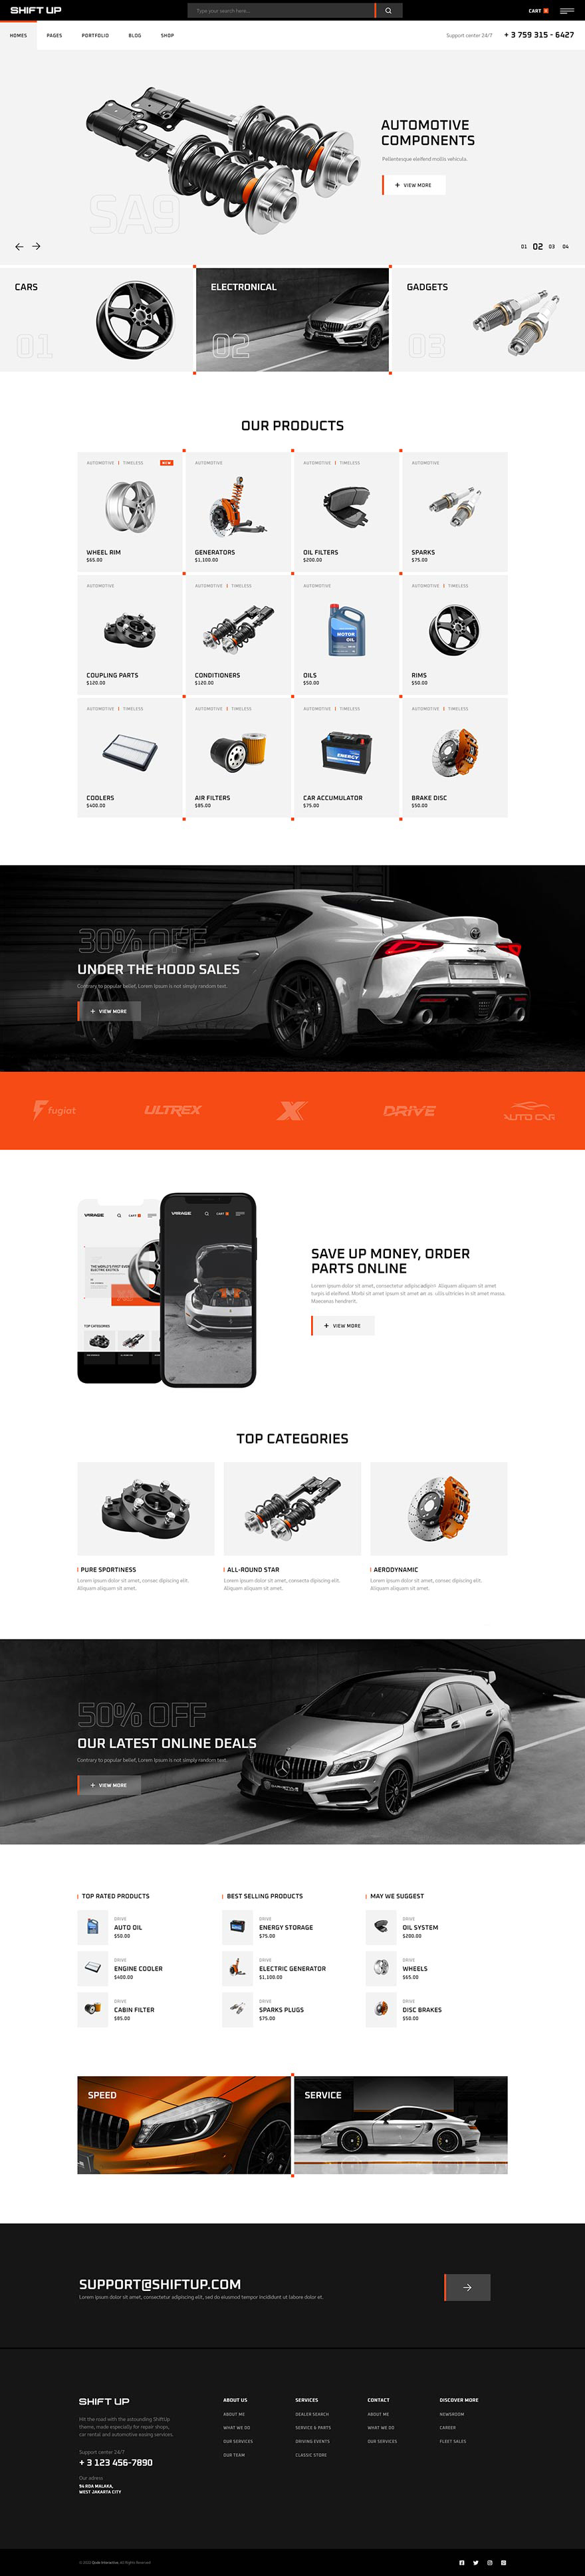 SHIFT UP
Type your search here...
CART 0
HOMES
PAGES
PORTFOLIO
BLOG
SHOP
Support center 24/7
+ 3 759 315 - 6427
SA9
AUTOMOTIVE
COMPONENTS
Pellentesque eleifend mollis vehicula.
+ VIEW MORE
01 02 03 04
CARS
01
ELECTRONICAL
02
GADGETS
03
OUR PRODUCTS
AUTOMOTIVE | TIMELESS
NEW
WHEEL RIM
$65.00
AUTOMOTIVE
GENERATORS
$1,100.00
AUTOMOTIVE | TIMELESS
OIL FILTERS
$200.00
AUTOMOTIVE
SPARKS
$75.00
AUTOMOTIVE
COUPLING PARTS
$120.00
AUTOMOTIVE | TIMELESS
CONDITIONERS
$120.00
AUTOMOTIVE
MOTOR
OIL
OILS
$50.00
AUTOMOTIVE | TIMELESS
RIMS
$50.00
AUTOMOTIVE | TIMELESS
COOLERS
$400.00
AUTOMOTIVE | TIMELESS
AIR FILTERS
$85.00
AUTOMOTIVE | TIMELESS
ENERGY
CAR ACCUMULATOR
$75.00
AUTOMOTIVE | TIMELESS
BRAKE DISC
$50.00
30% OFF
UNDER THE HOOD SALES
Contrary to popular belief, Lorem Ipsum is not simply random text.
+ VIEW MORE
fugiat
ULTREX
X
DRIVE
AUTO CAR
CART
TOP CATEGORIES
CART
SAVE UP MONEY, ORDER
PARTS ONLINE
Lorem ipsum dolor sit amet, consectetur adipiscing. Aliquam aliquam sit amet
turpis id eleifend. Morbi sit amet ipsum sit amet ultricies in sit amet massa.
Maecenas hendrerit.
+ VIEW MORE
TOP CATEGORIES
PURE SPORTINESS
Lorem ipsum dolor sit amet, consec dipiscing elit.
Aliquam aliquam sit amet.
ALL-ROUND STAR
Lorem ipsum dolor sit amet, consecta dipiscing elit.
Aliquam aliquam sit amet.
AERODYNAMIC
Lorem ipsum dolor sit amet, consec dipiscing elit.
Aliquam aliquam sit amet.
50% OFF
OUR LATEST ONLINE DEALS
Contrary to popular belief, Lorem Ipsum is not simply random text.
+ VIEW MORE
TOP RATED PRODUCTS
DRIVE
AUTO OIL
$50.00
DRIVE
ENGINE COOLER
$400.00
DRIVE
CABIN FILTER
$85.00
BEST SELLING PRODUCTS
DRIVE
ENERGY STORAGE
$75.00
DRIVE
ELECTRIC GENERATOR
$1,100.00
DRIVE
SPARKS PLUGS
$75.00
MAY WE SUGGEST
DRIVE
OIL SYSTEM
$200.00
DRIVE
WHEELS
$65.00
DRIVE
DISC BRAKES
$50.00
SPEED
SERVICE
SUPPORT@SHIFTUP.COM
Lorem ipsum dolor sit amet, consectetur adipiscing elit, sed do eiusmod tempor incididunt ut labore dolor et.
SHIFT UP
Hit the road with the astounding ShiftUp
theme, made especially for repair shops,
car rental and automotive eoxing services.
Support center 24/7
+ 3 123 456-7890
Our adress
94 ROA MALAKA,
WEST JAKARTA CITY
ABOUT US
ABOUT ME
WHAT WE DO
OUR SERVICES
OUR TEAM
SERVICES
DEALER SEARCH
SERVICE & PARTS
DRIVING EVENTS
CLASSIC STORE
CONTACT
ABOUT ME
WHAT WE DO
OUR SERVICES
DISCOVER MORE
NEWSROOM
CAREER
FLEET SALES
© 2020 Qode Interactive, All Rights Reserved